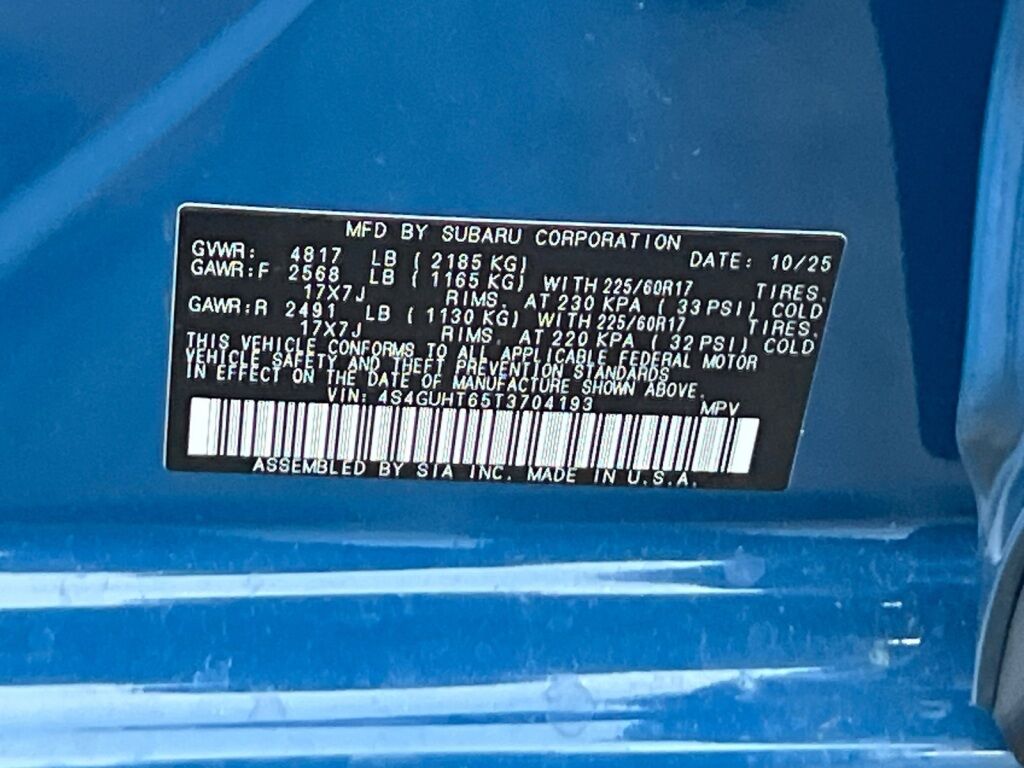 MFD BY SUBARU CORPORATION
GVWR: 4817 LB ( 2185 KG) DATE: 10/25
GAWR:F 2568 LB ( 1165 KG) WITH 225/60R17 TIRES,
17X7J RIMS, AT 230 KPA ( 33 PSI) COLD
GAWR:R 2491 LB ( 1130 KG) WITH 225/60R17 TIRES,
17X7J RIMS, AT 220 KPA ( 32 PSI) COLD
THIS VEHICLE CONFORMS TO ALL APPLICABLE FEDERAL MOTOR
VEHICLE SAFETY AND THEFT PREVENTION STANDARDS
IN EFFECT ON THE DATE OF MANUFACTURE SHOWN ABOVE.
VIN: 4S4GUHT65T3704193 MPV
ASSEMBLED BY SIA INC. MADE IN U.S.A.